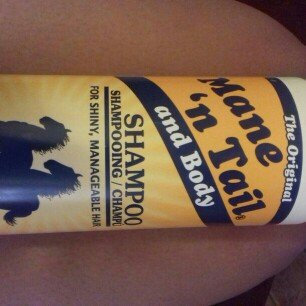 The Original
Mane
'n Tail®
and Body
SHAMPOO
SHAMPOOING / CHAMPÚ
FOR SHINY, MANAGEABLE HAIR